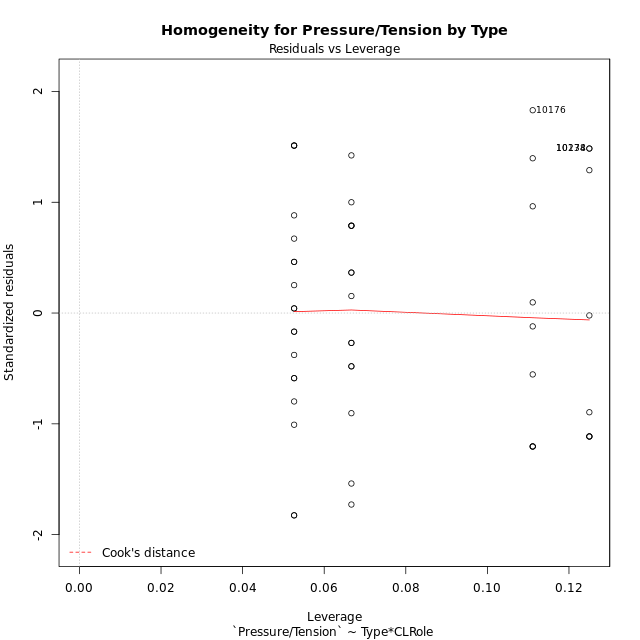 Homogeneity for Pressure/Tension by Type
Residuals vs Leverage
Standardized residuals
2
1
0
-1
-2
10176
Cook's distance
0.00 0.02 0.04 0.06 0.08 0.10 0.12
Leverage
`Pressure/Tension` ~ Type*CLRole